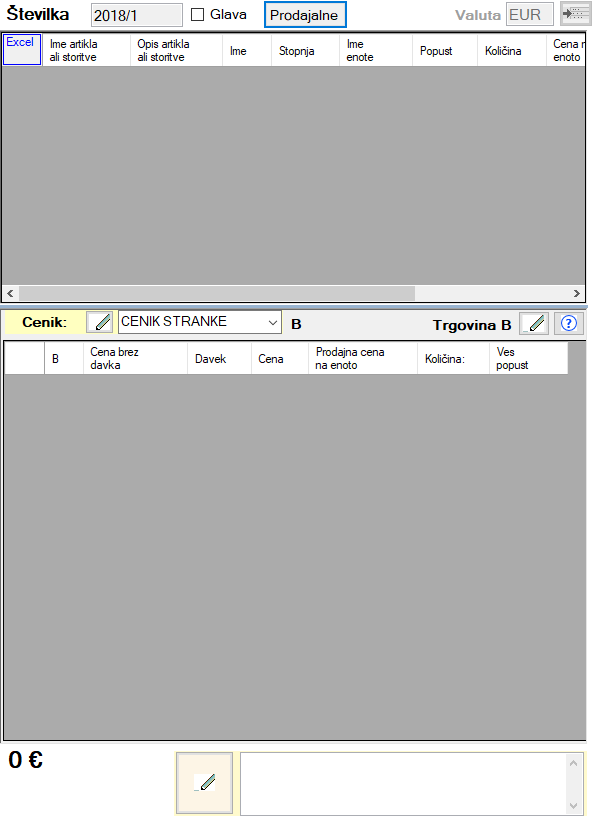 Številka 2018/1 Glava Prodajalne Valuta EUR
Excel Ime artikla ali storitve Opis artikla ali storitve Ime Stopnja Ime enote Popust Količina Cena n enoto
Cenik: CENIK STRANKE B Trgovina B ?
B Cena brez davka Davek Cena Prodajna cena na enoto Količina: Ves popust
0 €